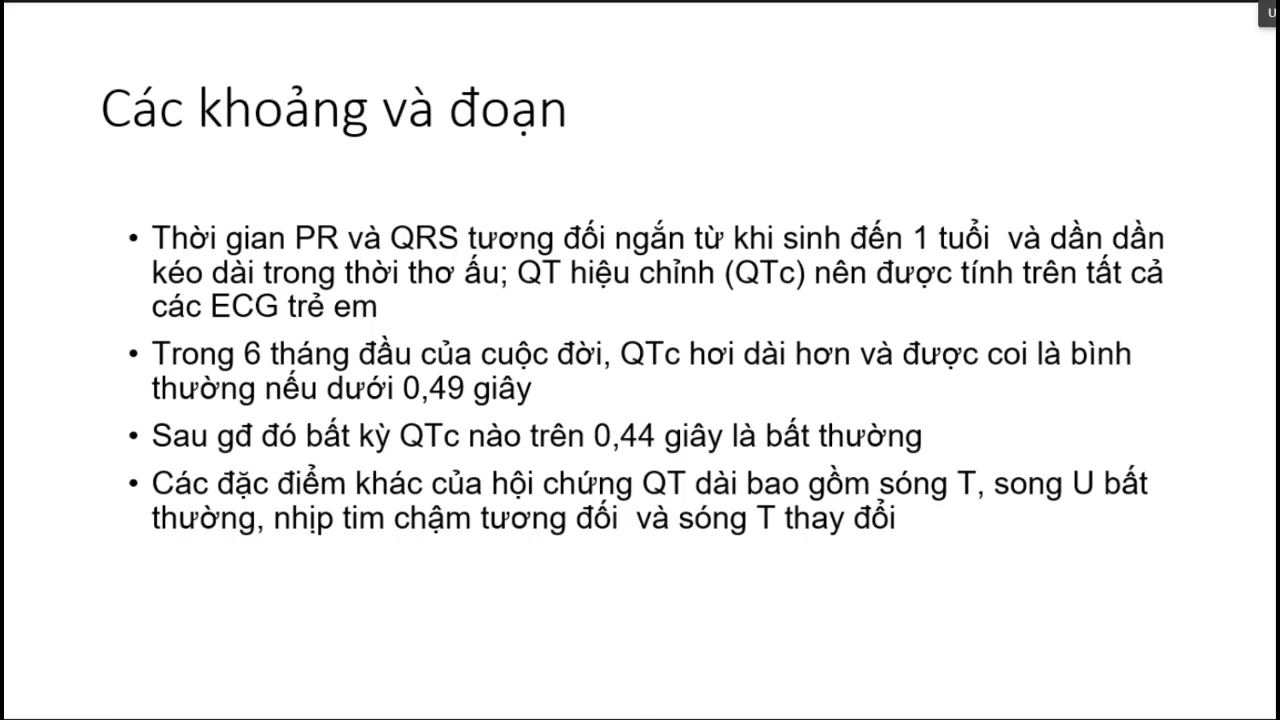 Các khoảng và đoạn
• Thời gian PR và QRS tương đối ngắn từ khi sinh đến 1 tuổi và dần dần
kéo dài trong thời thơ ấu; QT hiệu chỉnh (QTc) nên được tính trên tất cả
các ECG trẻ em
• Trong 6 tháng đầu của cuộc đời, QTc hơi dài hơn và được coi là bình
thường nếu dưới 0,49 giây
• Sau gđ đó bất kỳ QTc nào trên 0,44 giây là bất thường
• Các đặc điểm khác của hội chứng QT dài bao gồm sóng T, song U bất
thường, nhịp tim chậm tương đối và sóng T thay đổi